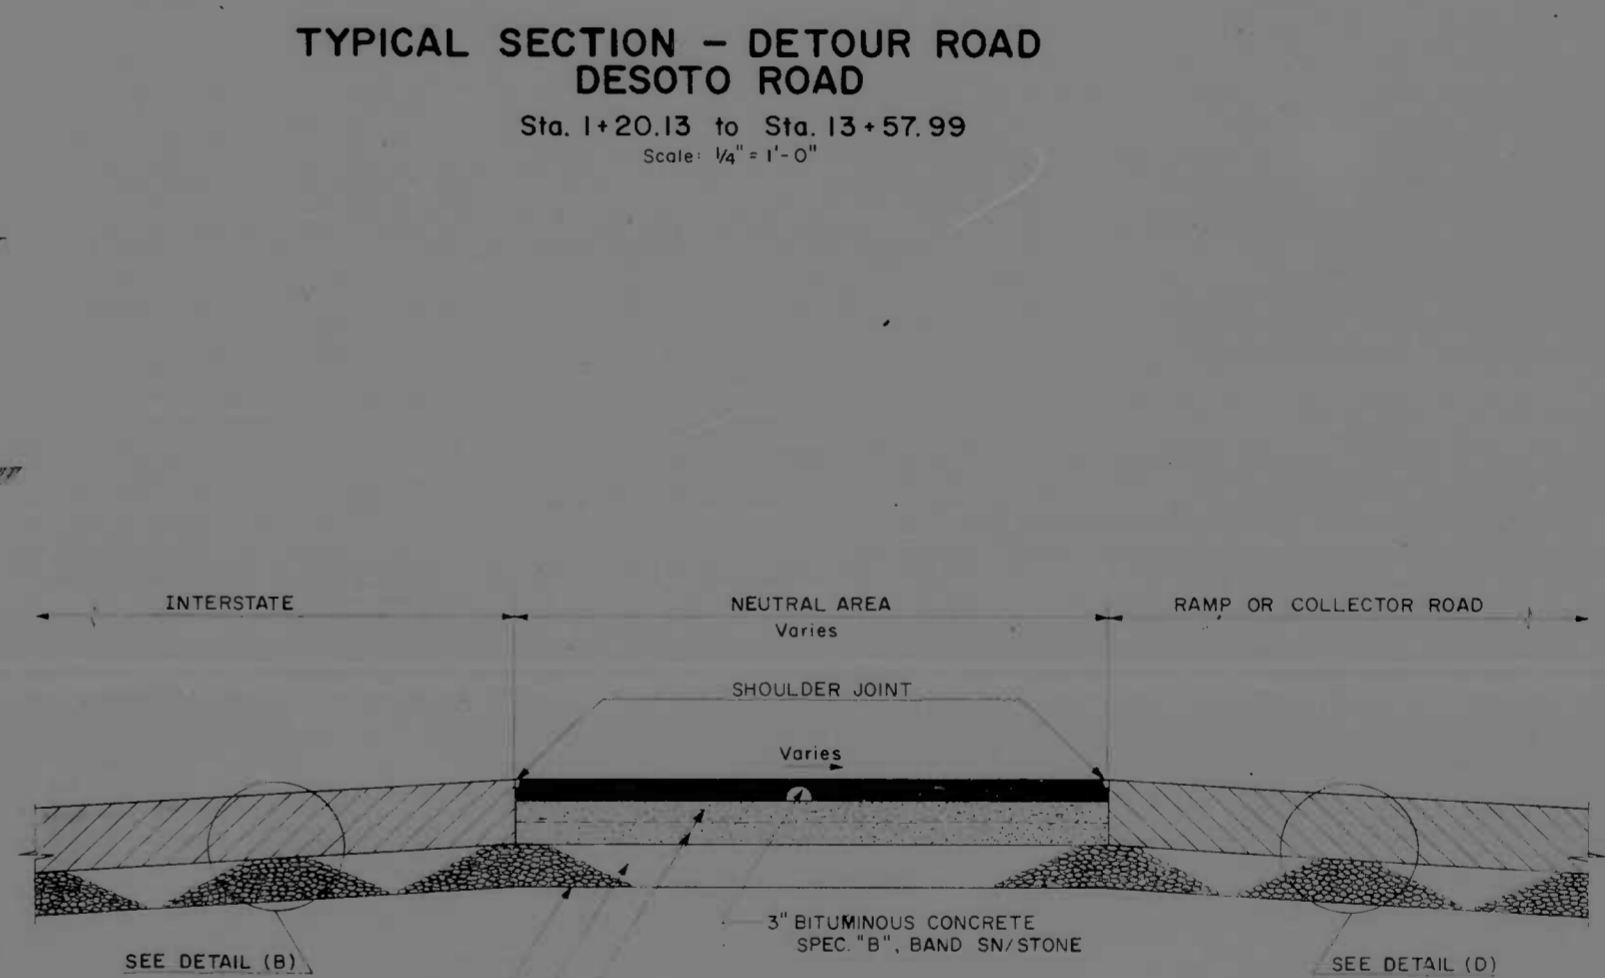 TYPICAL SECTION - DETOUR ROAD
DESOTO ROAD
Sta. 1+20.13 to Sta. 13+57.99
Scale: 1/4" = 1'-0"
INTERSTATE
NEUTRAL AREA
RAMP OR COLLECTOR ROAD
Varies
SHOULDER JOINT
Varies
3" BITUMINOUS CONCRETE
SPEC. "B", BAND SN/STONE
SEE DETAIL (B)
SEE DETAIL (D)